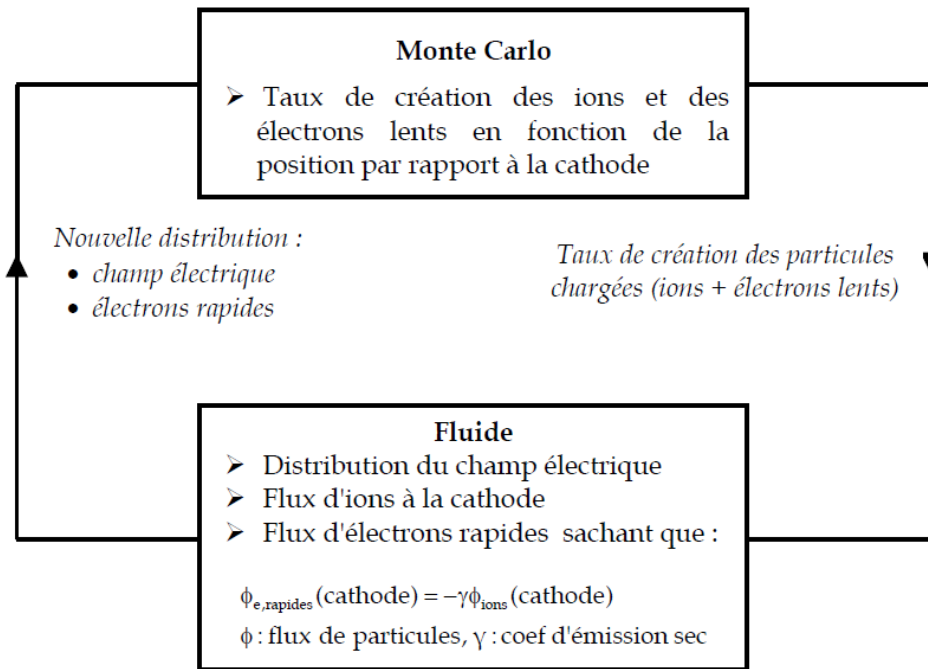 Monte Carlo
➤ Taux de création des ions et des
électrons lents en fonction de la
position par rapport à la cathode
Nouvelle distribution :
• champ électrique
• électrons rapides
Taux de création des particules
chargées (ions + électrons lents)
Fluide
➤ Distribution du champ électrique
➤ Flux d'ions à la cathode
➤ Flux d'électrons rapides sachant que :
ϕe,rapides(cathode) = −γϕions(cathode)
ϕ : flux de particules, γ : coef d'émission sec